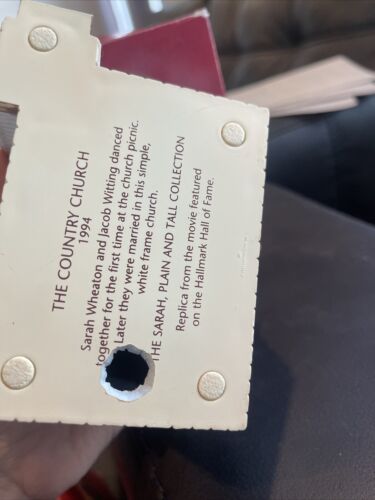 THE COUNTRY CHURCH
1994
Sarah Wheaton and Jacob Witting danced
together for the first time at the church picnic.
Later they were married in this simple,
white frame church.
THE SARAH, PLAIN AND TALL COLLECTION
Replica from the movie featured
on the Hallmark Hall of Fame.